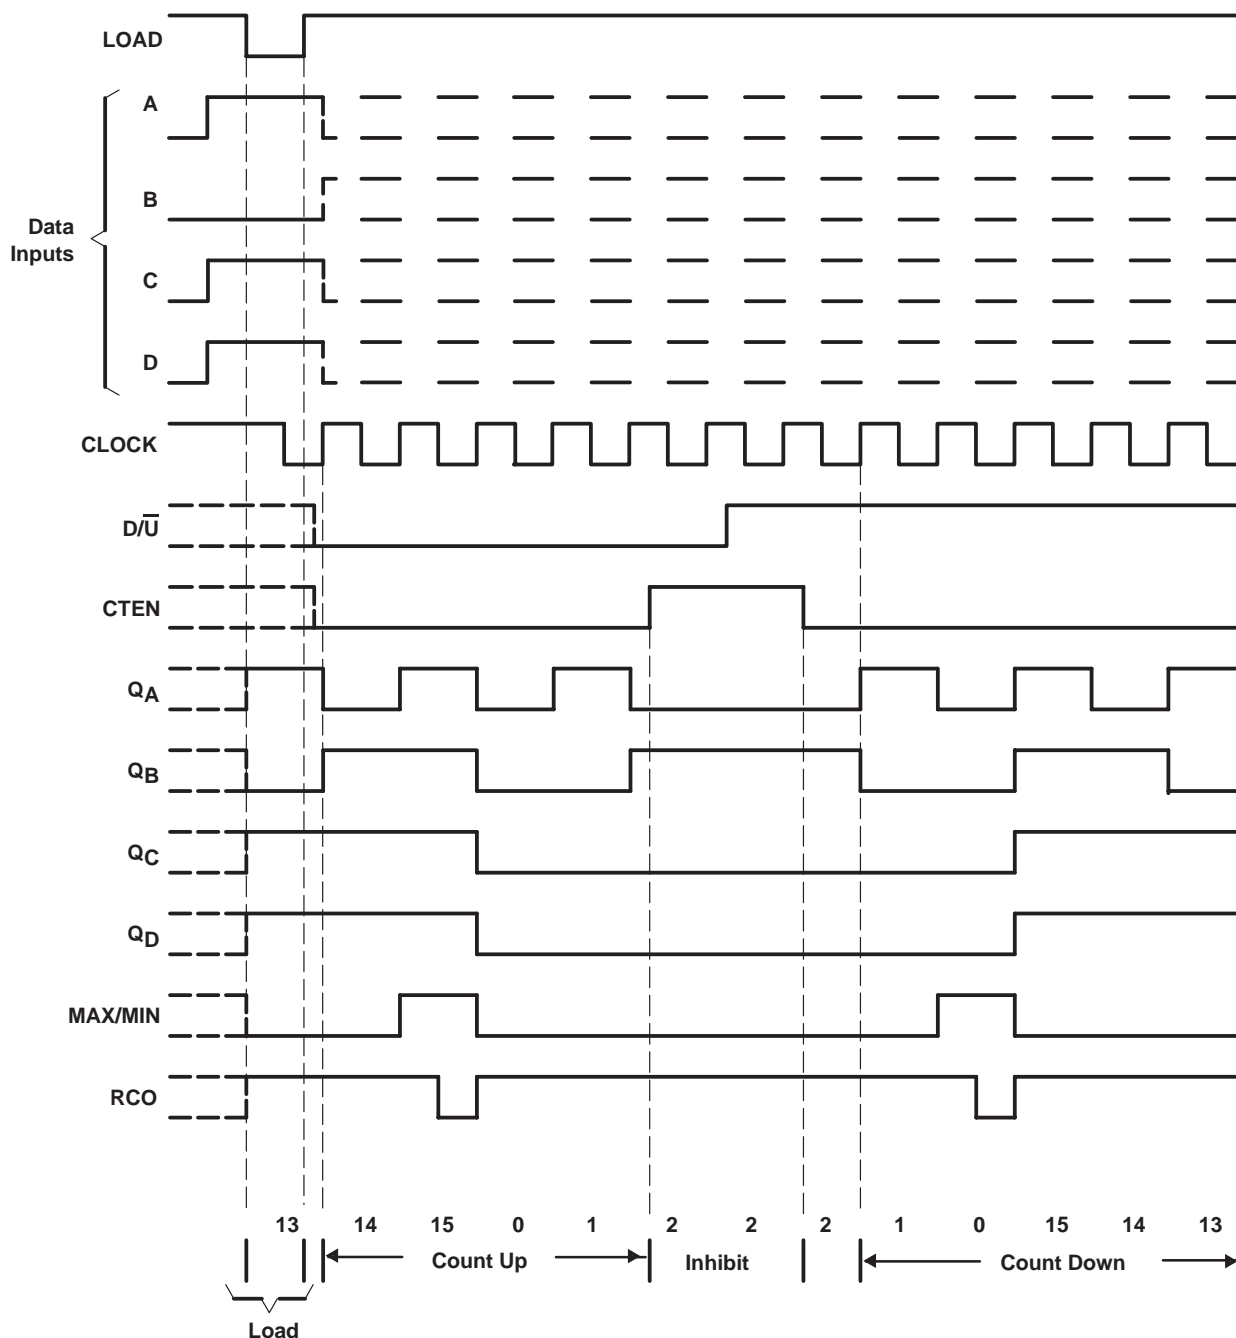 LOAD
A
B
Data
Inputs
C
D
CLOCK
D/U̅
CTEN
QA
QB
QC
QD
MAX/MIN
RCO
13 14 15 0 1 2 2 2 1 0 15 14 13
Count Up Inhibit Count Down
Load